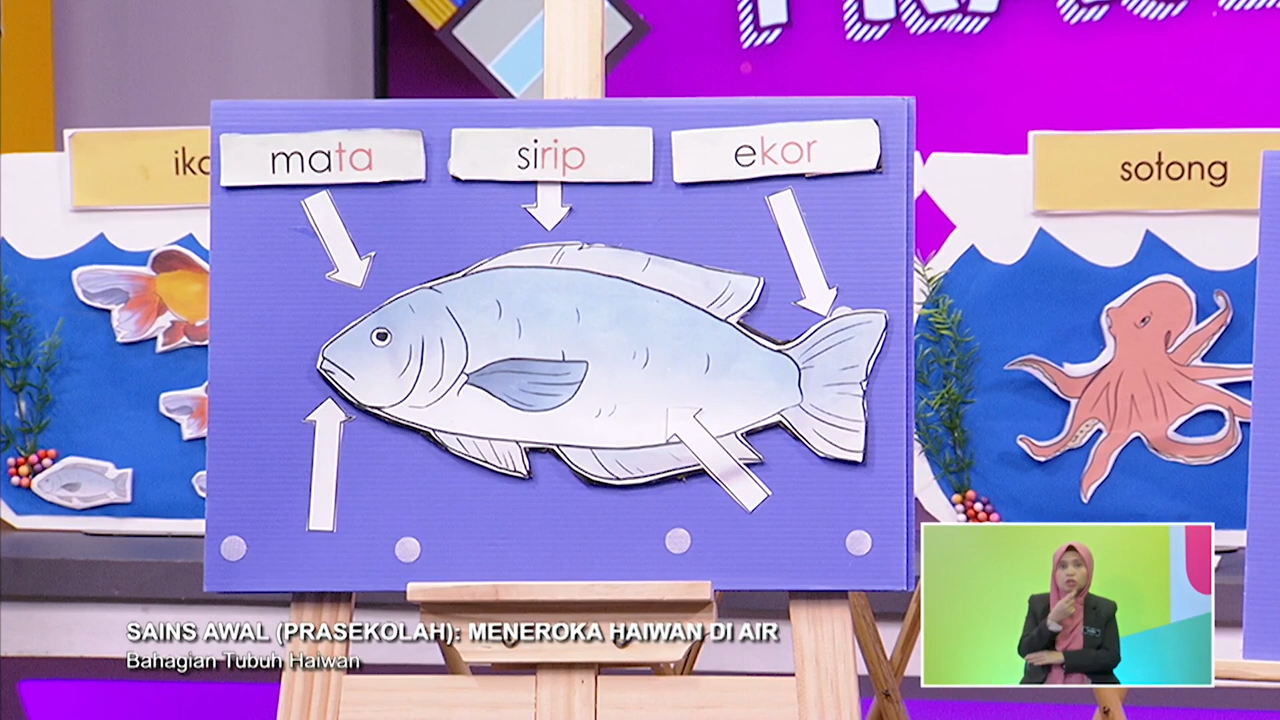 mata
sirip
ekor
sotong
SAINS AWAL (PRASEKOLAH): MENEROKA HAIWAN DI AIR
Bahagian Tubuh Haiwan